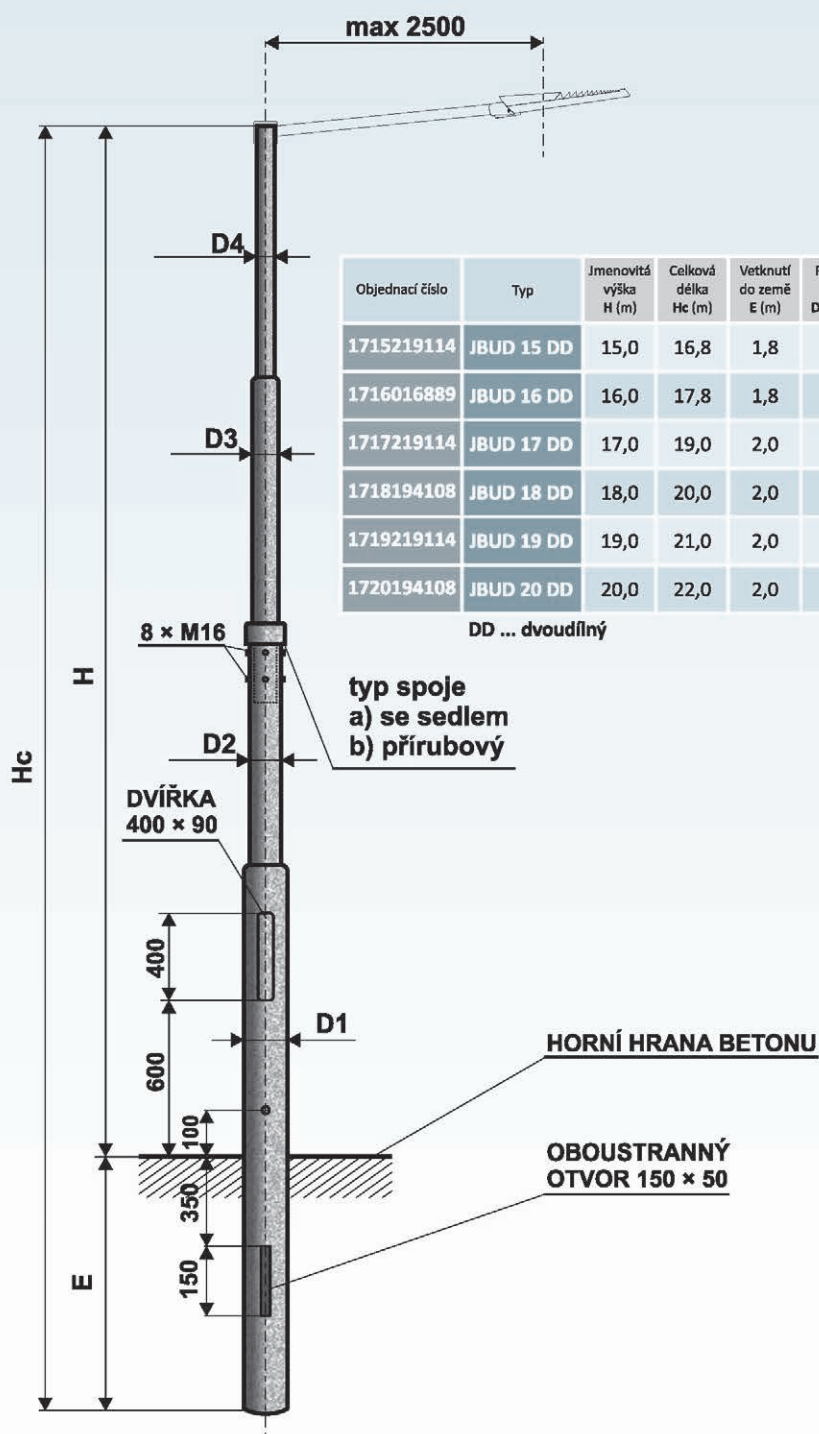 max 2500
D4
Objednací číslo Typ Jmenovitá výška H (m) Celková délka Hc (m) Vetknutí do země E (m)
1715219114 JBUD 15 DD 15,0 16,8 1,8
1716016889 JBUD 16 DD 16,0 17,8 1,8
1717219114 JBUD 17 DD 17,0 19,0 2,0
1718194108 JBUD 18 DD 18,0 20,0 2,0
1719219114 JBUD 19 DD 19,0 21,0 2,0
1720194108 JBUD 20 DD 20,0 22,0 2,0
DD ... dvoudílný
D3
8 × M16
H
Hc
typ spoje
a) se sedlem
b) přírubový
D2
DVÍŘKA
400 × 90
400
D1
600
HORNÍ HRANA BETONU
100
OBOUSTRANNÝ
OTVOR 150 × 50
350
150
E